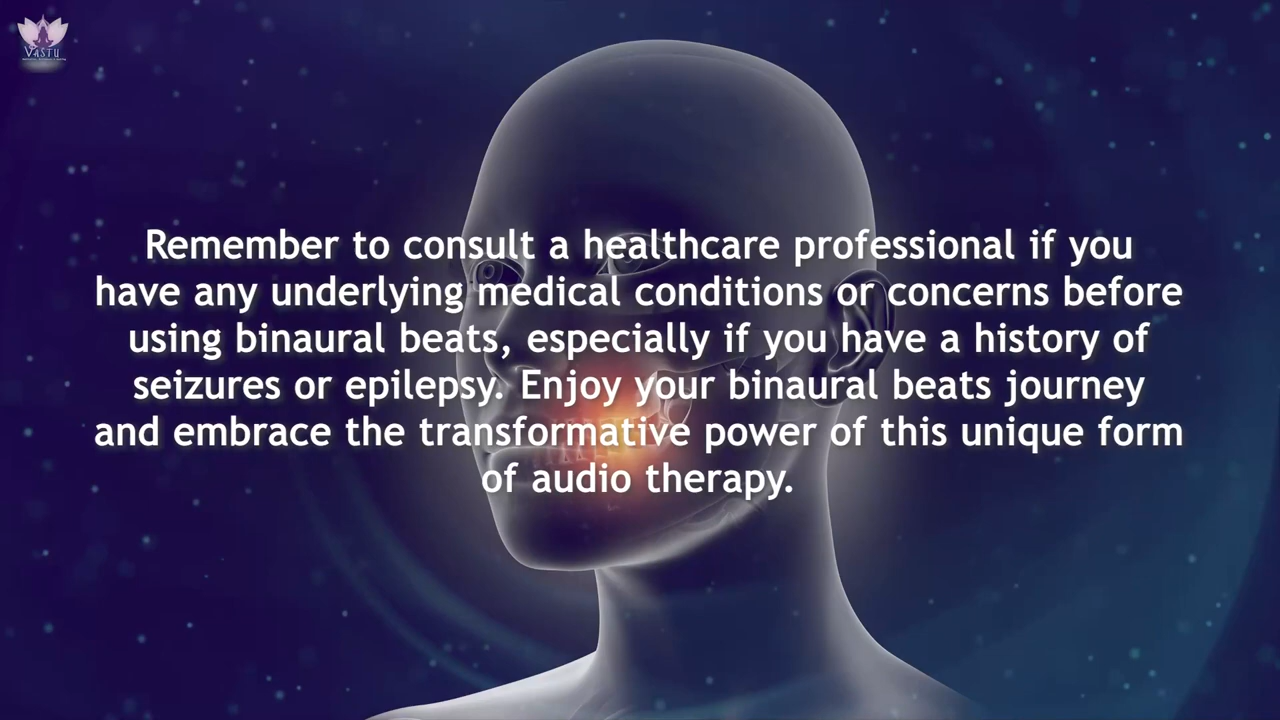 VASTU
Remember to consult a healthcare professional if you
have any underlying medical conditions or concerns before
using binaural beats, especially if you have a history of
seizures or epilepsy. Enjoy your binaural beats journey
and embrace the transformative power of this unique form
of audio therapy.